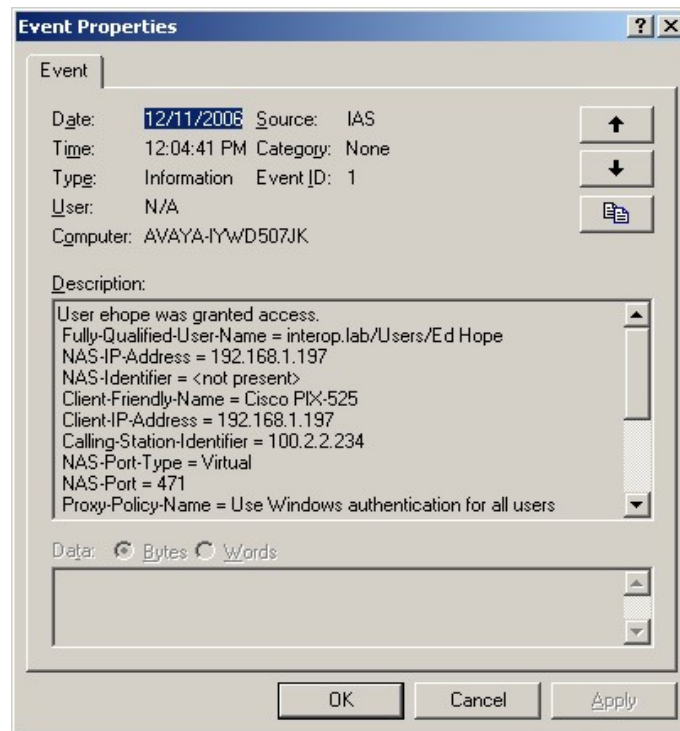 Event Properties
Event
Date: 12/11/2006 Source: IAS
Time: 12:04:41 PM Category: None
Type: Information Event ID: 1
User: N/A
Computer: AVAYA-IYWD507JK
Description:
User ehope was granted access.
Fully-Qualified-User-Name = interop.lab/Users/Ed Hope
NAS-IP-Address = 192.168.1.197
NAS-Identifier = <not present>
Client-Friendly-Name = Cisco PIX-525
Client-IP-Address = 192.168.1.197
Calling-Station-Identifier = 100.2.2.234
NAS-Port-Type = Virtual
NAS-Port = 471
Proxy-Policy-Name = Use Windows authentication for all users
Data: Bytes Words
OK Cancel Apply